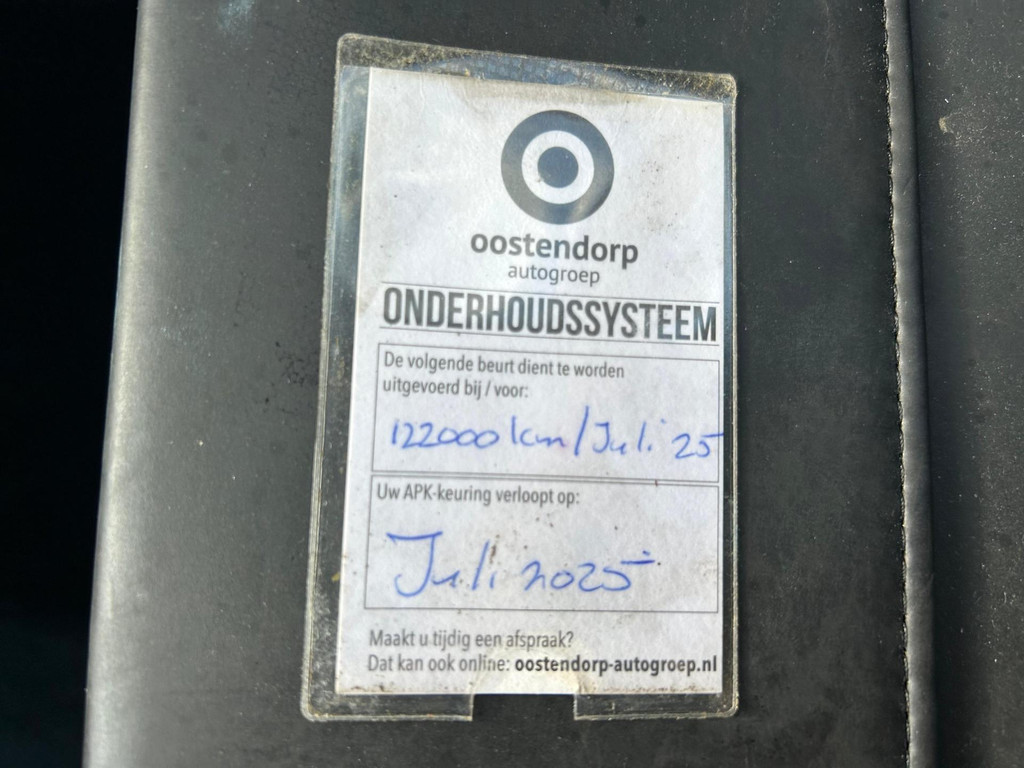 oostendorp
autogroep
ONDERHOUDSSYSTEEM
De volgende beurt dient te worden
uitgevoerd bij / voor:
122000 km / Juli 25
Uw APK-keuring verloopt op:
Juli 2025
Maakt u tijdig een afspraak?
Dat kan ook online: oostendorp-autogroep.nl